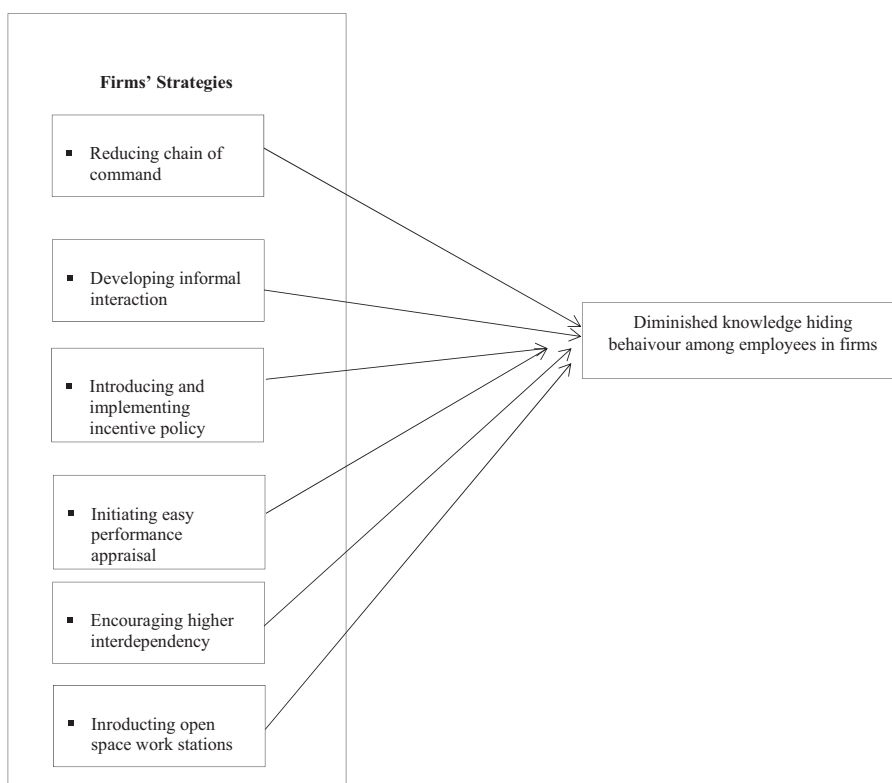 Firms’ Strategies
▪ Reducing chain of
command
▪ Developing informal
interaction
▪ Introducing and
implementing
incentive policy
▪ Initiating easy
performance
appraisal
▪ Encouraging higher
interdependency
▪ Inroducting open
space work stations
Diminished knowledge hiding
behaivour among employees in firms